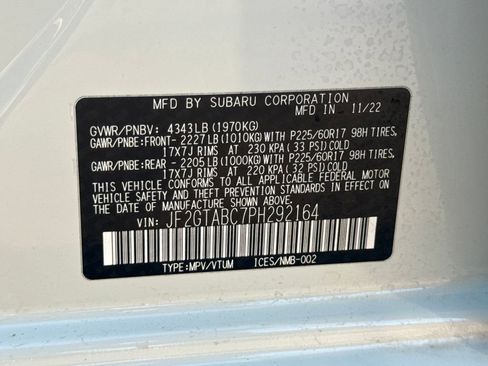 MFD BY SUBARU CORPORATION
MFD IN 11/22
GVWR/PNBV: 4343LB (1970KG)
GAWR/PNBE:FRONT- 2227LB (1010KG) WITH P225/60R17 98H TIRES,
17X7J RIMS AT 230 KPA (33 PSI) COLD
GAWR/PNBE:REAR - 2205LB (1000KG) WITH P225/60R17 98H TIRES,
17X7J RIMS AT 220 KPA (32 PSI) COLD
THIS VEHICLE CONFORMS TO ALL APPLICABLE FEDERAL MOTOR
VEHICLE SAFETY AND THEFT PREVENTION STANDARDS IN EFFECT ON
THE DATE OF MANUFACTURE SHOWN ABOVE.
VIN: JF2GTABC7PH292164
TYPE:MPV/VTUM ICES/NMB-002